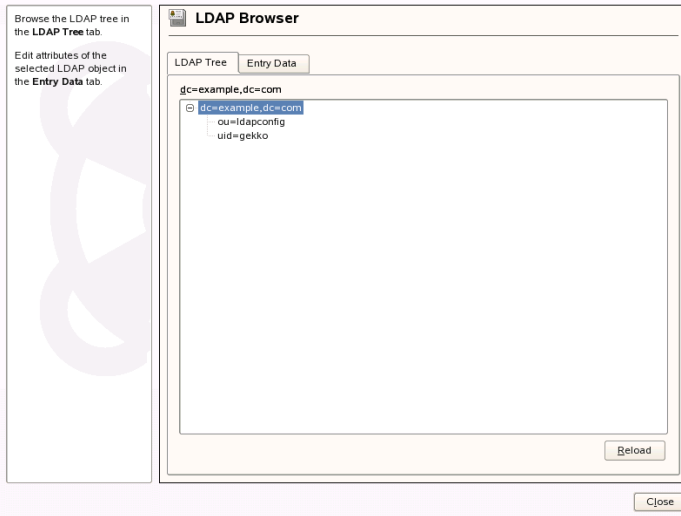 Browse the LDAP tree in
the LDAP Tree tab.
Edit attributes of the
selected LDAP object in
the Entry Data tab.
LDAP Browser
LDAP Tree
Entry Data
dc=example,dc=com
dc=example,dc=com
ou=ldapconfig
uid=gekko
Reload
Close